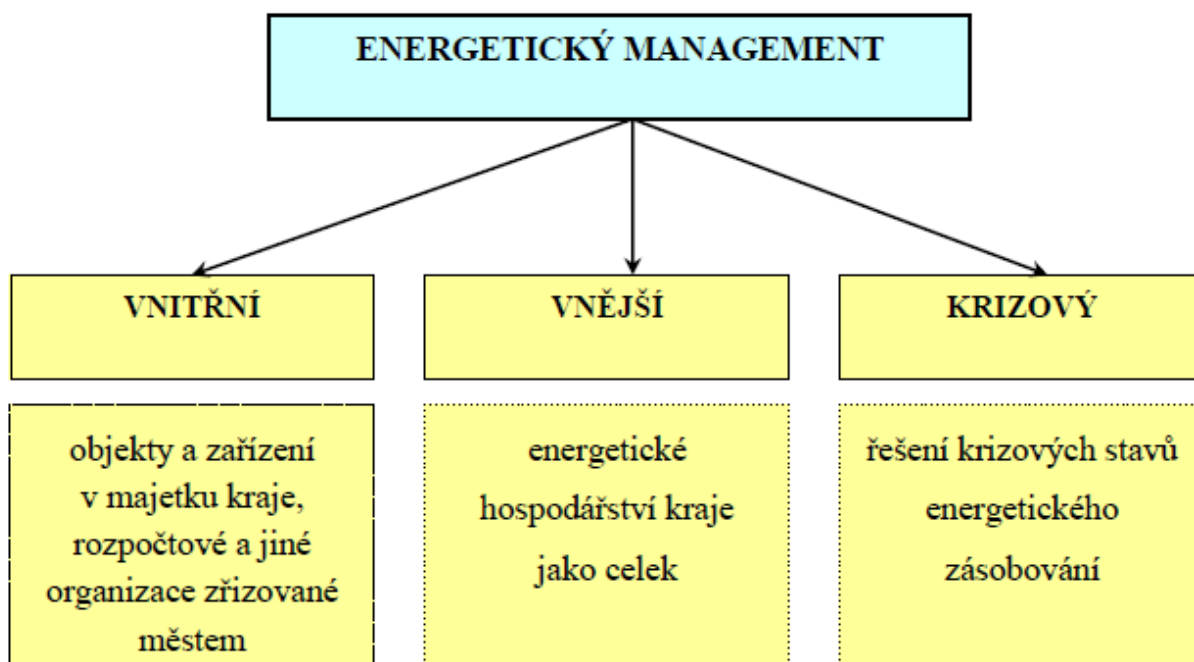 ENERGETICKÝ MANAGEMENT
VNITŘNÍ
VNĚJŠÍ
KRIZOVÝ
objekty a zařízení
v majetku kraje,
rozpočtové a jiné
organizace zřizované
městem
energetické
hospodářství kraje
jako celek
řešení krizových stavů
energetického
zásobování